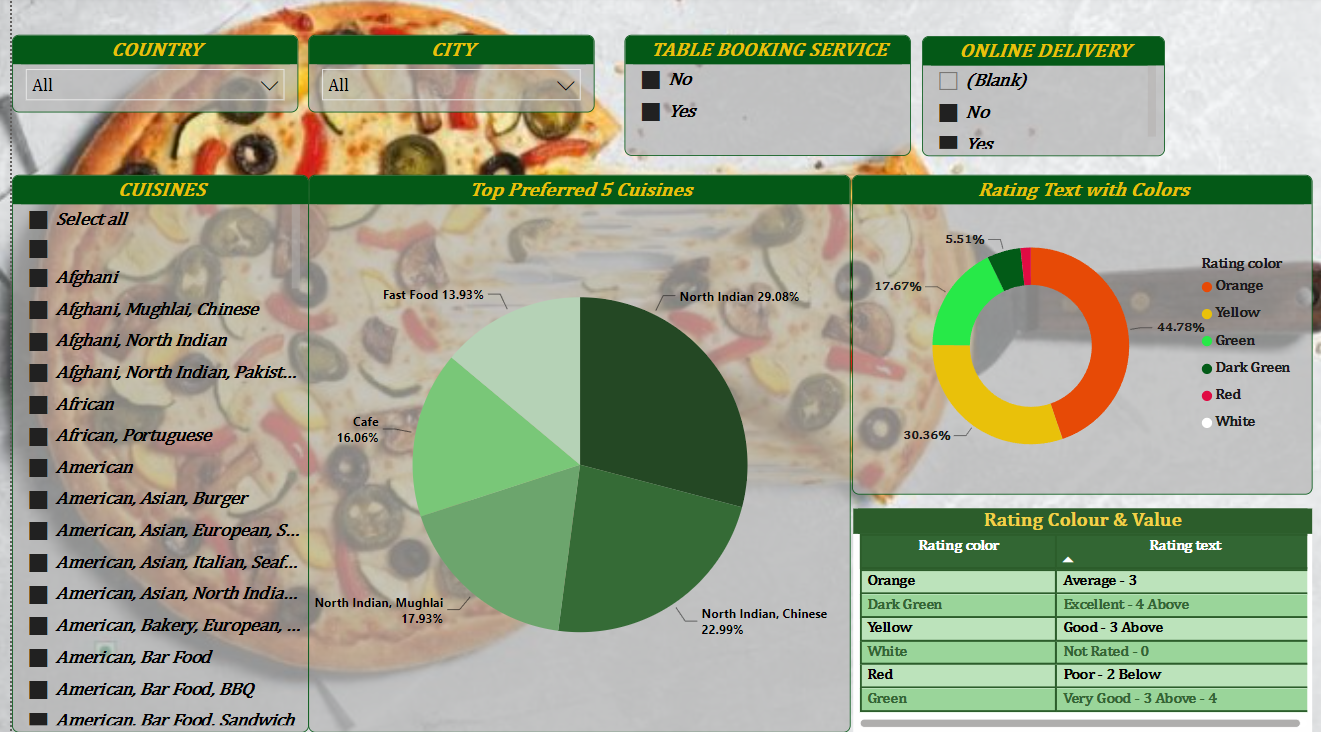 COUNTRY
All
CITY
All
TABLE BOOKING SERVICE
No
Yes
ONLINE DELIVERY
(Blank)
No
Yes
CUISINES
Select all
Afghani
Afghani, Mughlai, Chinese
Afghani, North Indian
Afghani, North Indian, Pakist...
African
African, Portuguese
American
American, Asian, Burger
American, Asian, European, S...
American, Asian, Italian, Seaf...
American, Asian, North India...
American, Bakery, European, ...
American, Bar Food
American, Bar Food, BBQ
American, Bar Food, Sandwich
Top Preferred 5 Cuisines
Fast Food 13.93%
North Indian 29.08%
Cafe
16.06%
North Indian, Mughlai
17.93%
North Indian, Chinese
22.99%
Rating Text with Colors
5.51%
17.67%
44.78%
30.36%
Rating color
Orange
Yellow
Green
Dark Green
Red
White
Rating Colour & Value
Rating color Rating text
Orange Average - 3
Dark Green Excellent - 4 Above
Yellow Good - 3 Above
White Not Rated - 0
Red Poor - 2 Below
Green Very Good - 3 Above - 4